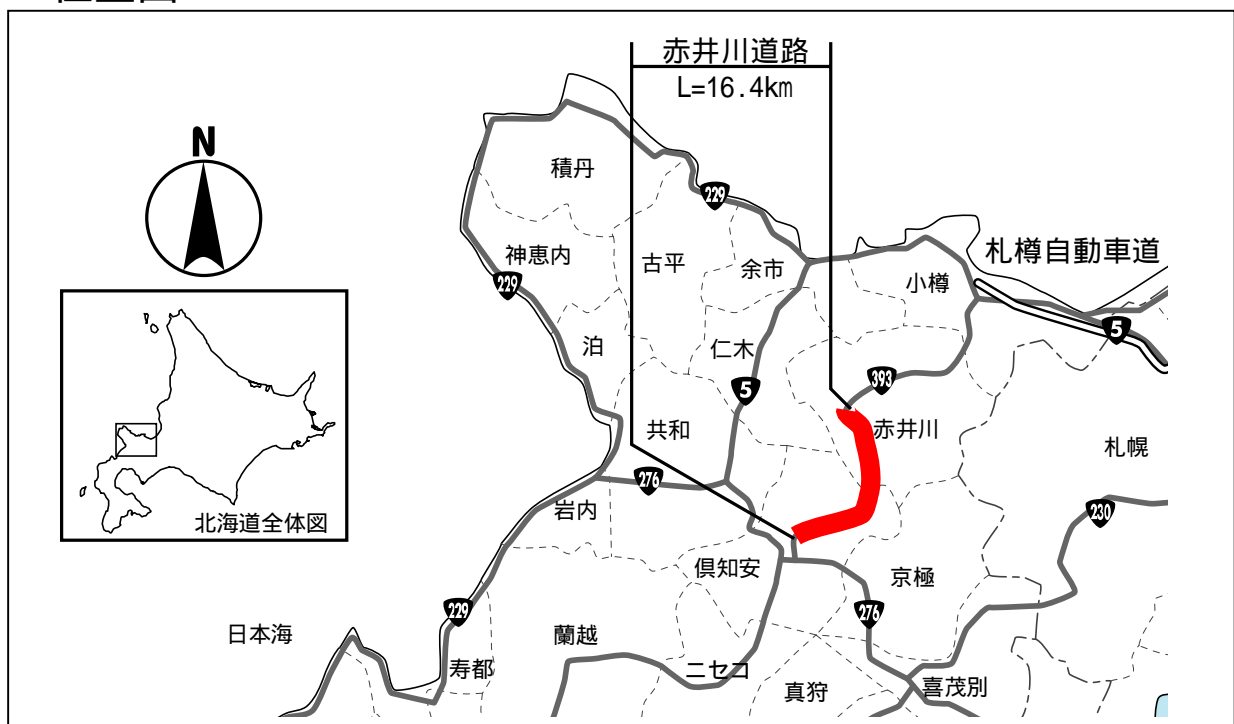 赤井川道路
L=16.4km
N
積丹
229
札樽自動車道
神恵内
古平
余市
小樽
229
5
泊
仁木
393
5
共和
赤井川
札幌
276
岩内
230
北海道全体図
倶知安
京極
229
276
日本海
蘭越
寿都
ニセコ
真狩
喜茂別